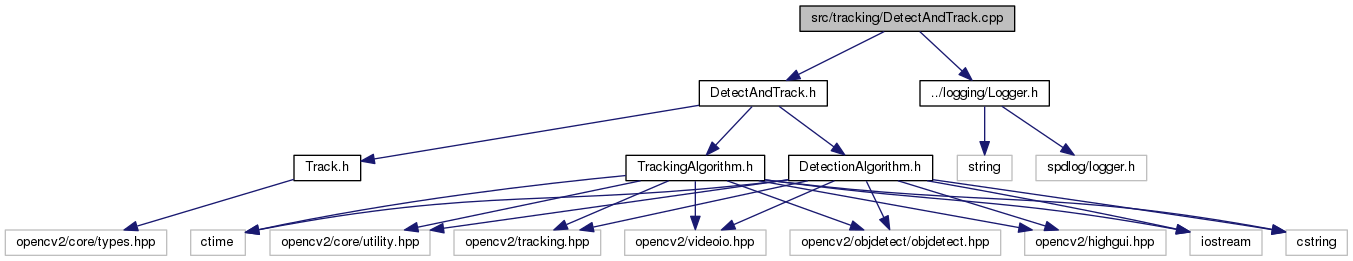 src/tracking/DetectAndTrack.cpp
DetectAndTrack.h
../logging/Logger.h
Track.h
TrackingAlgorithm.h
DetectionAlgorithm.h
string
spdlog/logger.h
opencv2/core/types.hpp
ctime
opencv2/core/utility.hpp
opencv2/tracking.hpp
opencv2/videoio.hpp
opencv2/objdetect/objdetect.hpp
opencv2/highgui.hpp
iostream
cstring